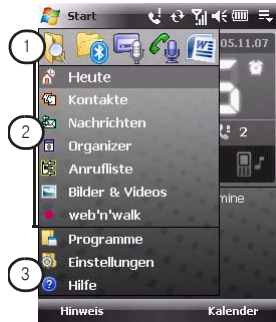 Start
1
05.11.07
Heute
Kontakte
2
Nachrichten
2
Organizer
Anrufliste
Bilder & Videos
mine
web'n'walk
Programme
3
Einstellungen
Hilfe
Hinweis
Kalender